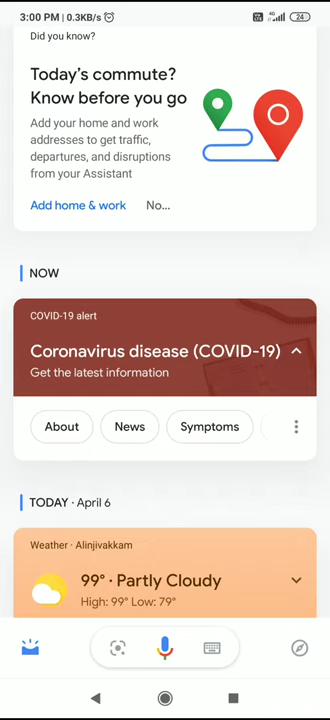 3:00 PM | 0.3KB/s
4G
24
Did you know?
Today's commute?
Know before you go
Add your home and work
addresses to get traffic,
departures, and disruptions
from your Assistant
Add home & work No...
NOW
COVID-19 alert
Coronavirus disease (COVID-19)
Get the latest information
About News Symptoms
TODAY · April 6
Weather · Alinjivakkam
99° · Partly Cloudy
High: 99° Low: 79°